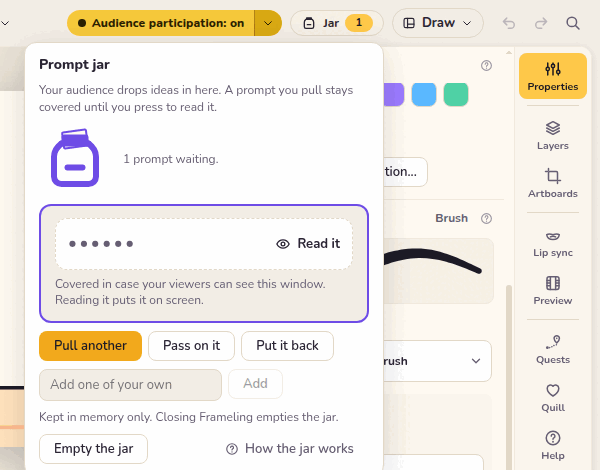 Audience participation: on
Jar 1
Draw
Prompt jar
Your audience drops ideas in here. A prompt you pull stays
covered until you press to read it.
1 prompt waiting.
Read it
Covered in case your viewers can see this window.
Reading it puts it on screen.
Pull another
Pass on it
Put it back
Add one of your own
Add
Kept in memory only. Closing Frameling empties the jar.
Empty the jar
How the jar works
tion...
Brush
rush
Properties
Layers
Artboards
Lip sync
Preview
Quests
Quill
Help